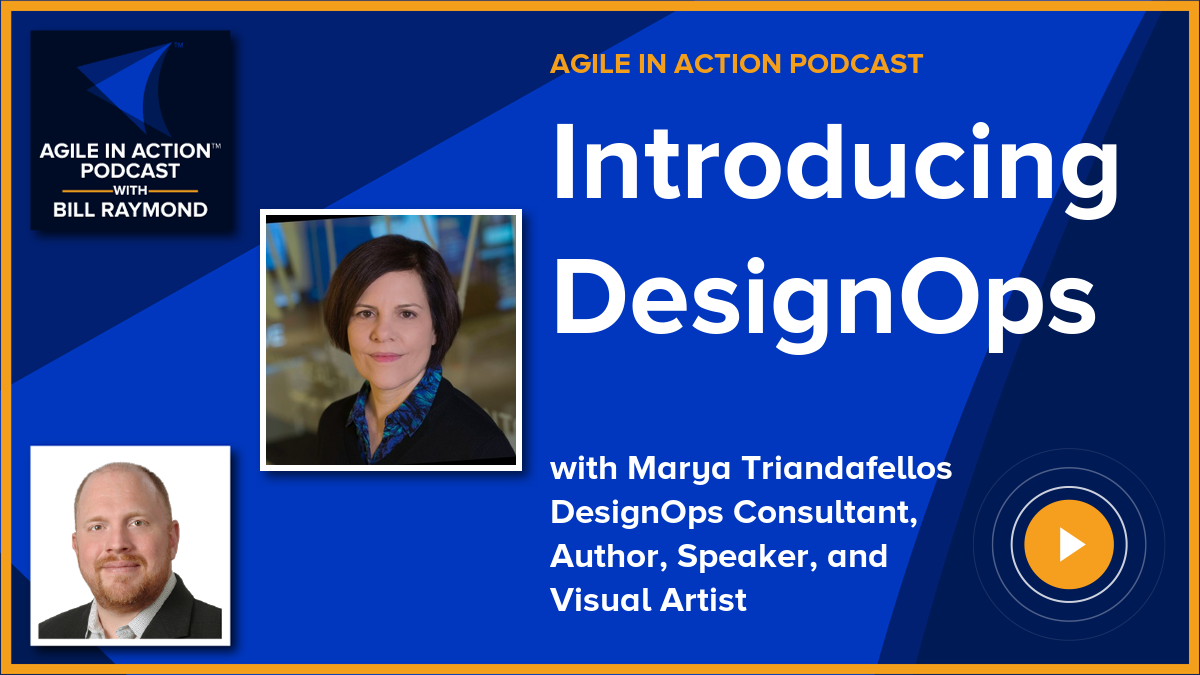 AGILE IN ACTION™
PODCAST
WITH
BILL RAYMOND
AGILE IN ACTION PODCAST
Introducing
DesignOps
with Marya Triandafellos
DesignOps Consultant,
Author, Speaker, and
Visual Artist